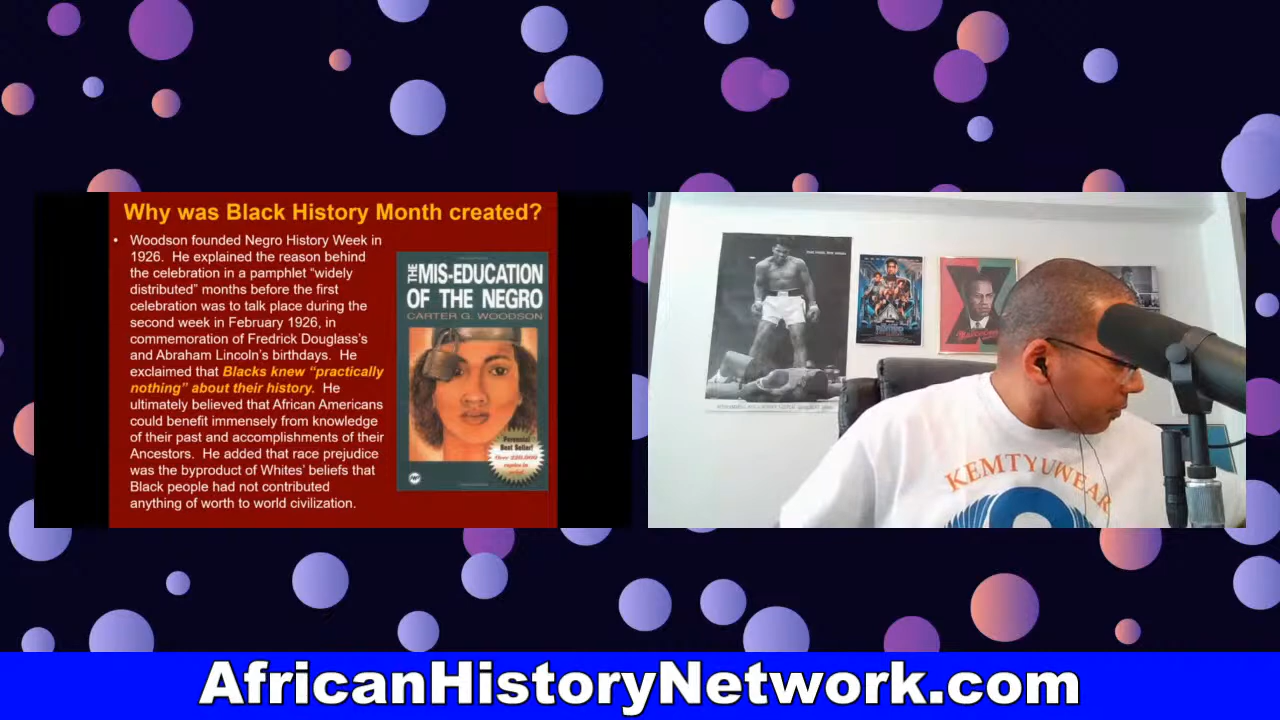 Why was Black History Month created?
• Woodson founded Negro History Week in
1926. He explained the reason behind
the celebration in a pamphlet “widely
distributed” months before the first
celebration was to talk place during the
second week in February 1926, in
commemoration of Fredrick Douglass’s
and Abraham Lincoln’s birthdays. He
exclaimed that Blacks knew “practically
nothing” about their history. He
ultimately believed that African Americans
could benefit immensely from knowledge
of their past and accomplishments of their
Ancestors. He added that race prejudice
was the byproduct of Whites’ beliefs that
Black people had not contributed
anything of worth to world civilization.
THE MIS-EDUCATION
OF THE NEGRO
CARTER G. WOODSON
Perennial
Best Seller!
Over 220,000
copies in
KEMTYUWEAR
AfricanHistoryNetwork.com